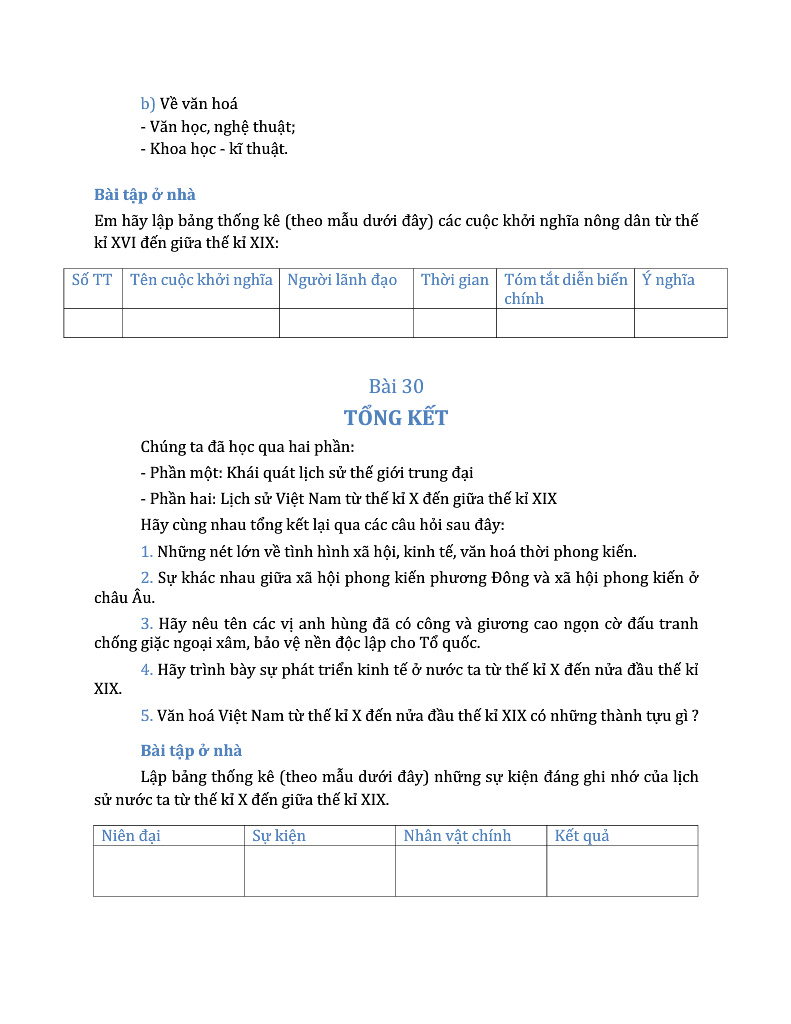 b) Về văn hoá
- Văn học, nghệ thuật;
- Khoa học - kĩ thuật.
Bài tập ở nhà
Em hãy lập bảng thống kê (theo mẫu dưới đây) các cuộc khởi nghĩa nông dân từ thế
kỉ XVI đến giữa thế kỉ XIX:
Số TT Tên cuộc khởi nghĩa Người lãnh đạo Thời gian Tóm tắt diễn biến Ý nghĩa
chính
Bài 30
TỔNG KẾT
Chúng ta đã học qua hai phần:
- Phần một: Khái quát lịch sử thế giới trung đại
- Phần hai: Lịch sử Việt Nam từ thế kỉ X đến giữa thế kỉ XIX
Hãy cùng nhau tổng kết lại qua các câu hỏi sau đây:
1. Những nét lớn về tình hình xã hội, kinh tế, văn hoá thời phong kiến.
2. Sự khác nhau giữa xã hội phong kiến phương Đông và xã hội phong kiến ở
châu Âu.
3. Hãy nêu tên các vị anh hùng đã có công và giương cao ngọn cờ đấu tranh
chống giặc ngoại xâm, bảo vệ nền độc lập cho Tổ quốc.
4. Hãy trình bày sự phát triển kinh tế ở nước ta từ thế kỉ X đến nửa đầu thế kỉ
XIX.
5. Văn hoá Việt Nam từ thế kỉ X đến nửa đầu thế kỉ XIX có những thành tựu gì ?
Bài tập ở nhà
Lập bảng thống kê (theo mẫu dưới đây) những sự kiện đáng ghi nhớ của lịch
sử nước ta từ thế kỉ X đến giữa thế kỉ XIX.
Niên đại Sự kiện Nhân vật chính Kết quả